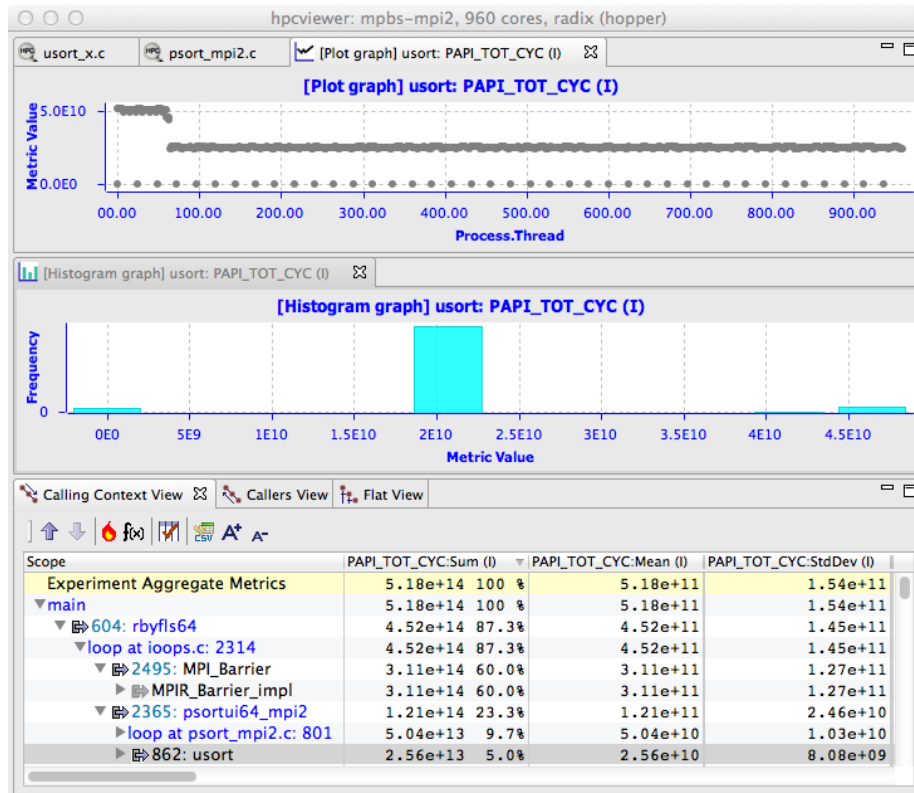 hpcviewer: mpbs-mpi2, 960 cores, radix (hopper)
usort_x.c psort_mpi2.c [Plot graph] usort: PAPI_TOT_CYC (I)
[Plot graph] usort: PAPI_TOT_CYC (I)
Metric Value
5.0E10
0.0E0
00.00 100.00 200.00 300.00 400.00 500.00 600.00 700.00 800.00 900.00
Process.Thread
[Histogram graph] usort: PAPI_TOT_CYC (I)
[Histogram graph] usort: PAPI_TOT_CYC (I)
Frequency
0
0E0 5E9 1E10 1.5E10 2E10 2.5E10 3E10 3.5E10 4E10 4.5E10
Metric Value
Calling Context View Callers View Flat View
f(x) CSV A+ A-
Scope PAPI_TOT_CYC:Sum (I) PAPI_TOT_CYC:Mean (I) PAPI_TOT_CYC:StdDev (I)
Experiment Aggregate Metrics 5.18e+14 100 % 5.18e+11 1.54e+11
main 5.18e+14 100 % 5.18e+11 1.54e+11
604: rbyfls64 4.52e+14 87.3% 4.52e+11 1.45e+11
loop at ioops.c: 2314 4.52e+14 87.3% 4.52e+11 1.45e+11
2495: MPI_Barrier 3.11e+14 60.0% 3.11e+11 1.27e+11
MPIR_Barrier_impl 3.11e+14 60.0% 3.11e+11 1.27e+11
2365: psortui64_mpi2 1.21e+14 23.3% 1.21e+11 2.46e+10
loop at psort_mpi2.c: 801 5.04e+13 9.7% 5.04e+10 1.03e+10
862: usort 2.56e+13 5.0% 2.56e+10 8.08e+09